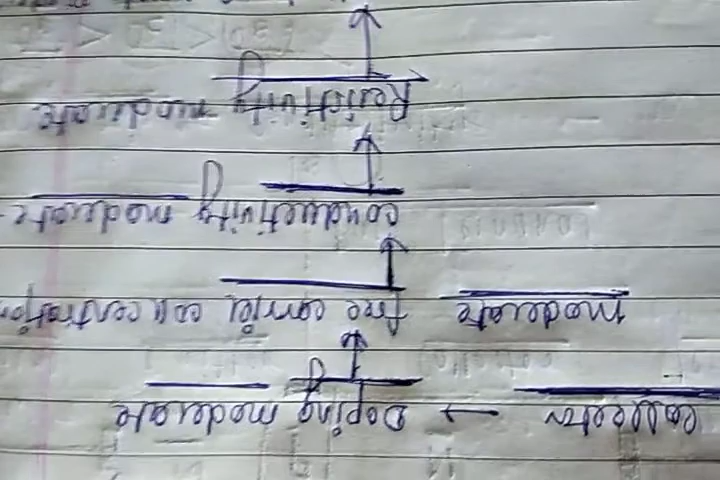 Collector → Doping moderate
free carrier concentration moderate
conductivity moderate
Resistivity moderate